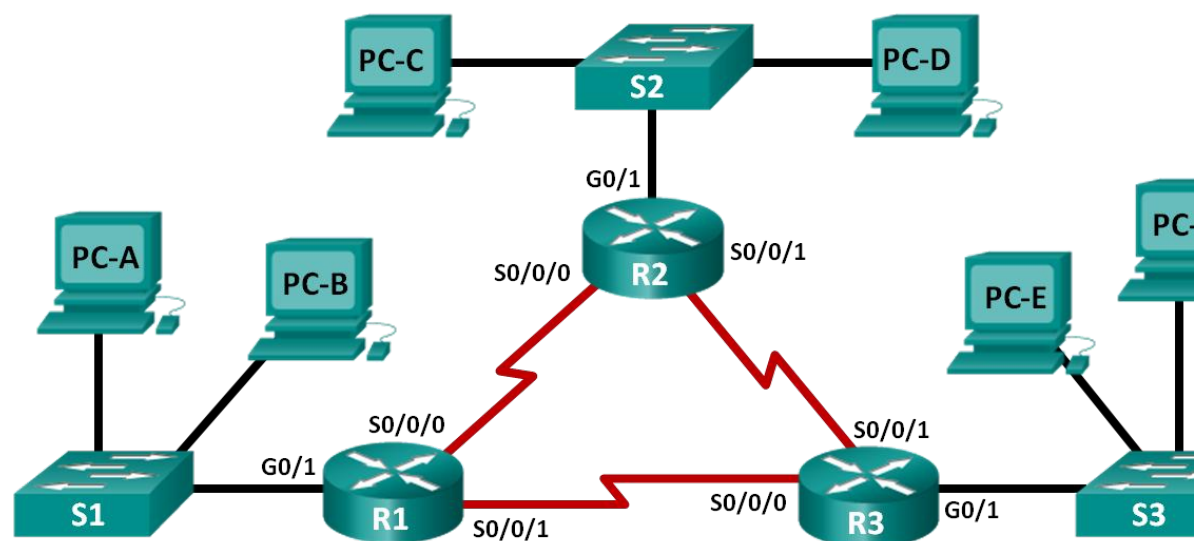 PC-C
S2
PC-D
G0/1
PC-A
PC-B
S0/0/0
R2
S0/0/1
PC-E
PC-
S0/0/0
S0/0/1
G0/1
S1
R1
S0/0/1
S0/0/0
R3
G0/1
S3